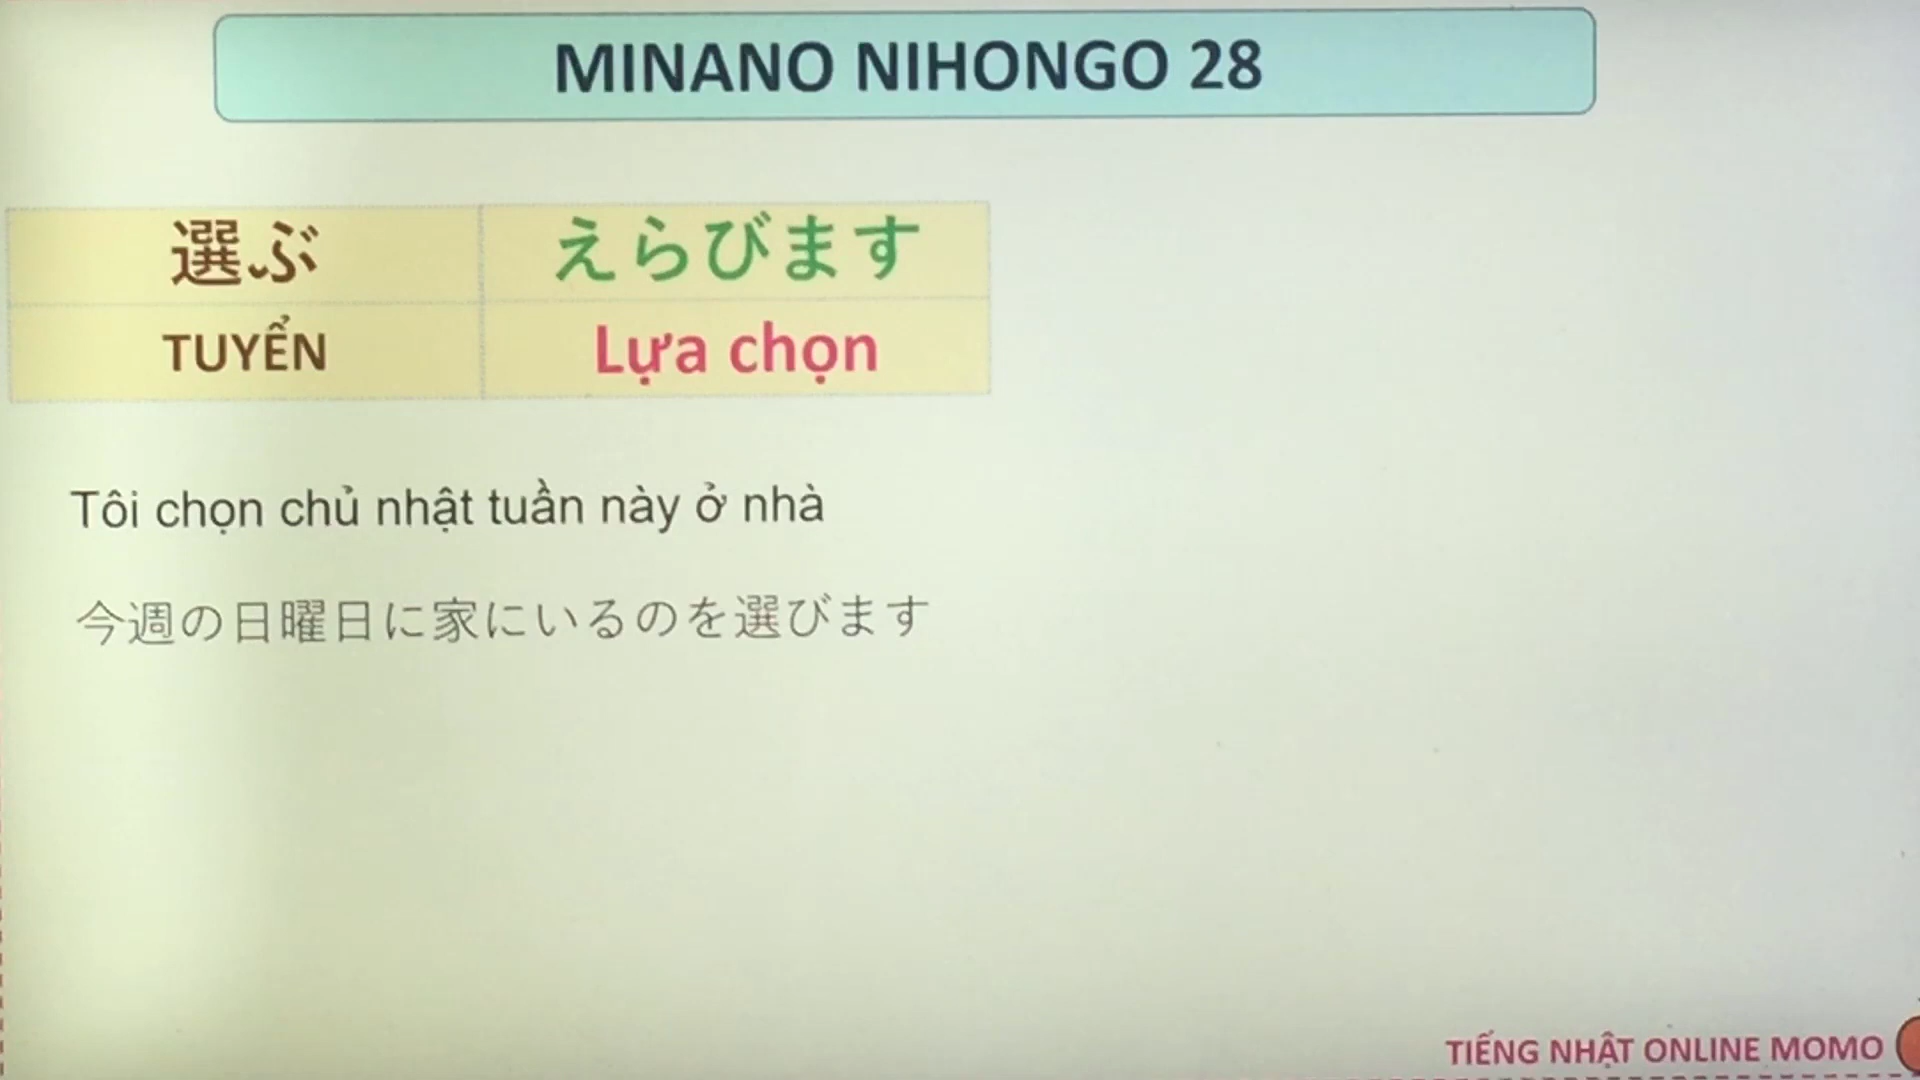 MINANO NIHONGO 28
選ぶ えらびます
TUYỂN Lựa chọn
Tôi chọn chủ nhật tuần này ở nhà
今週の日曜日に家にいるのを選びます
TIẾNG NHẬT ONLINE MOMO